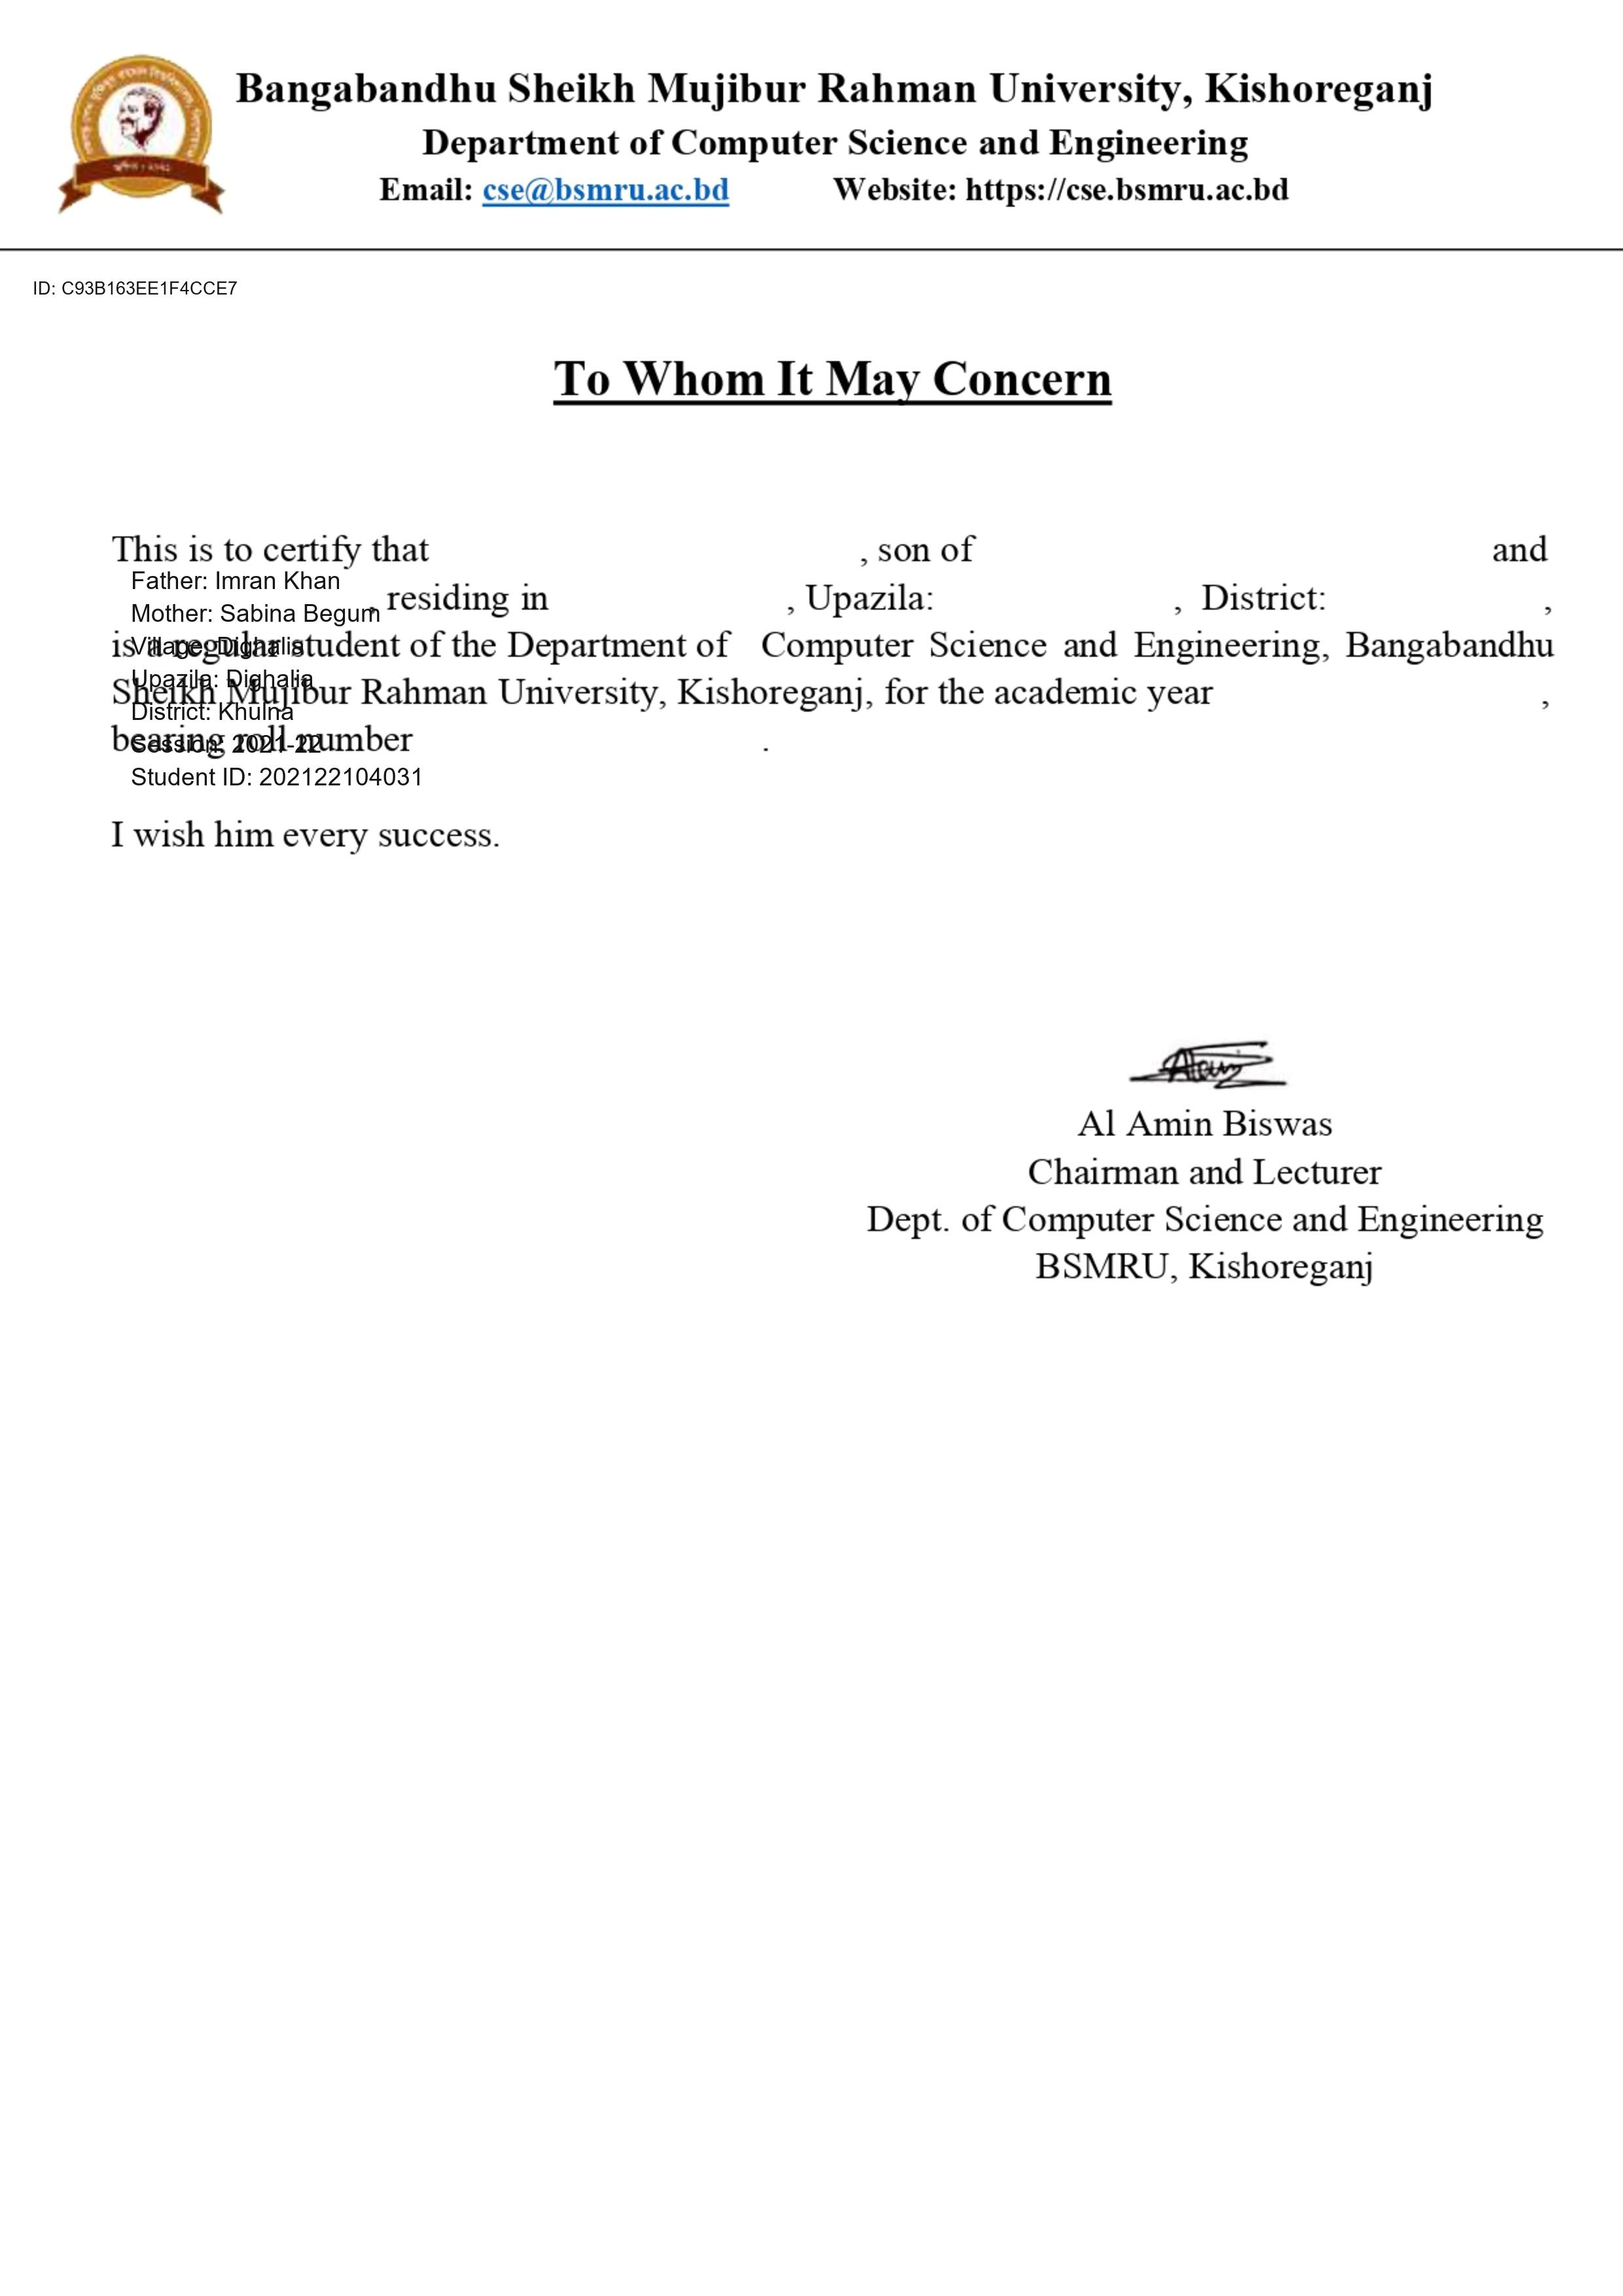 Bangabandhu Sheikh Mujibur Rahman University, Kishoreganj
Department of Computer Science and Engineering
Email: cse@bsmru.ac.bd Website: https://cse.bsmru.ac.bd
ID: C93B163EE1F4CCE7
To Whom It May Concern
This is to certify that , son of and
Father: Imran Khan
, residing in , Upazila: , District: ,
Mother: Sabina Begum
is a regular student of the Department of Computer Science and Engineering, Bangabandhu
Village: Dighalia
Upazila: Dighalia
Sheikh Mujibur Rahman University, Kishoreganj, for the academic year ,
District: Khulna
bearing roll number .
Session: 2021-22
Student ID: 202122104031
I wish him every success.
Al Amin Biswas
Chairman and Lecturer
Dept. of Computer Science and Engineering
BSMRU, Kishoreganj